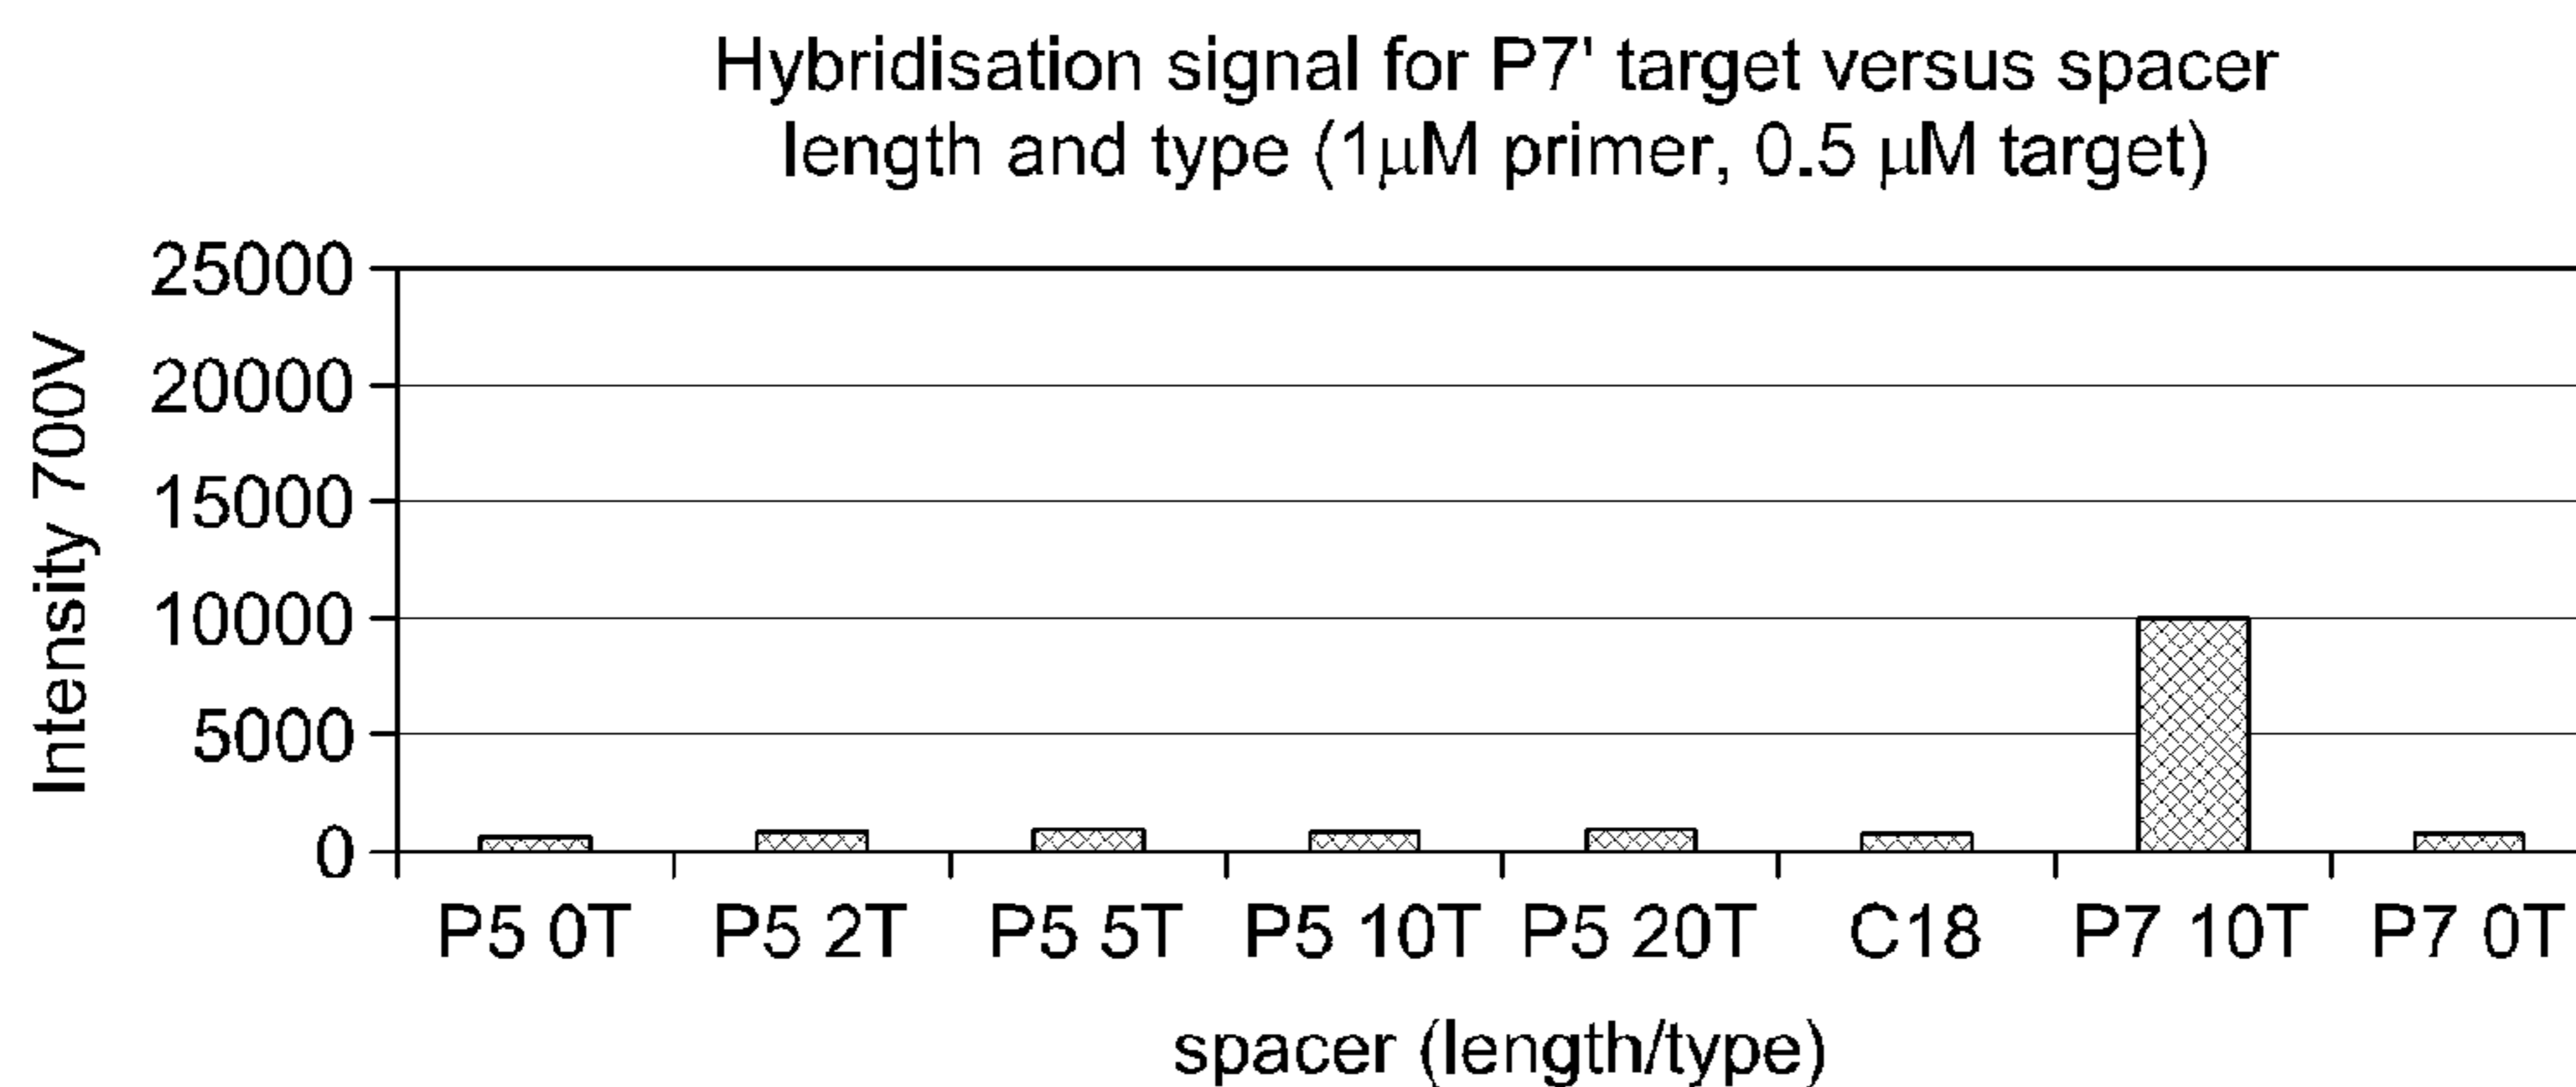 Hybridisation signal for P7' target versus spacer
length and type (1μM primer, 0.5 μM target)
25000
20000
15000
10000
5000
0
Intensity 700V
P5 0T P5 2T P5 5T P5 10T P5 20T C18 P7 10T P7 0T
spacer (length/type)